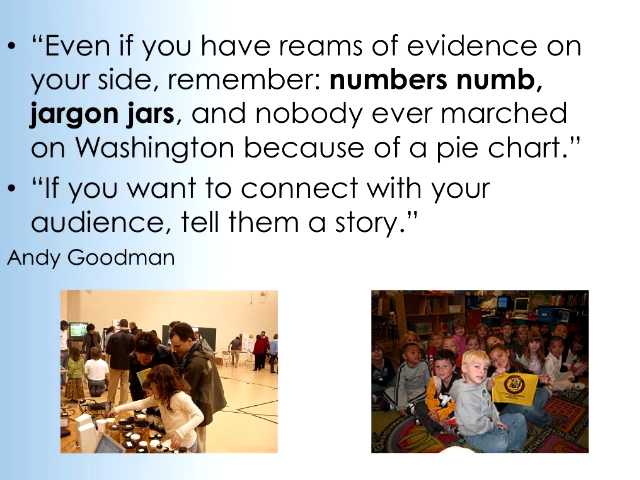 • “Even if you have reams of evidence on
your side, remember: numbers numb,
jargon jars, and nobody ever marched
on Washington because of a pie chart.”
• “If you want to connect with your
audience, tell them a story.”
Andy Goodman